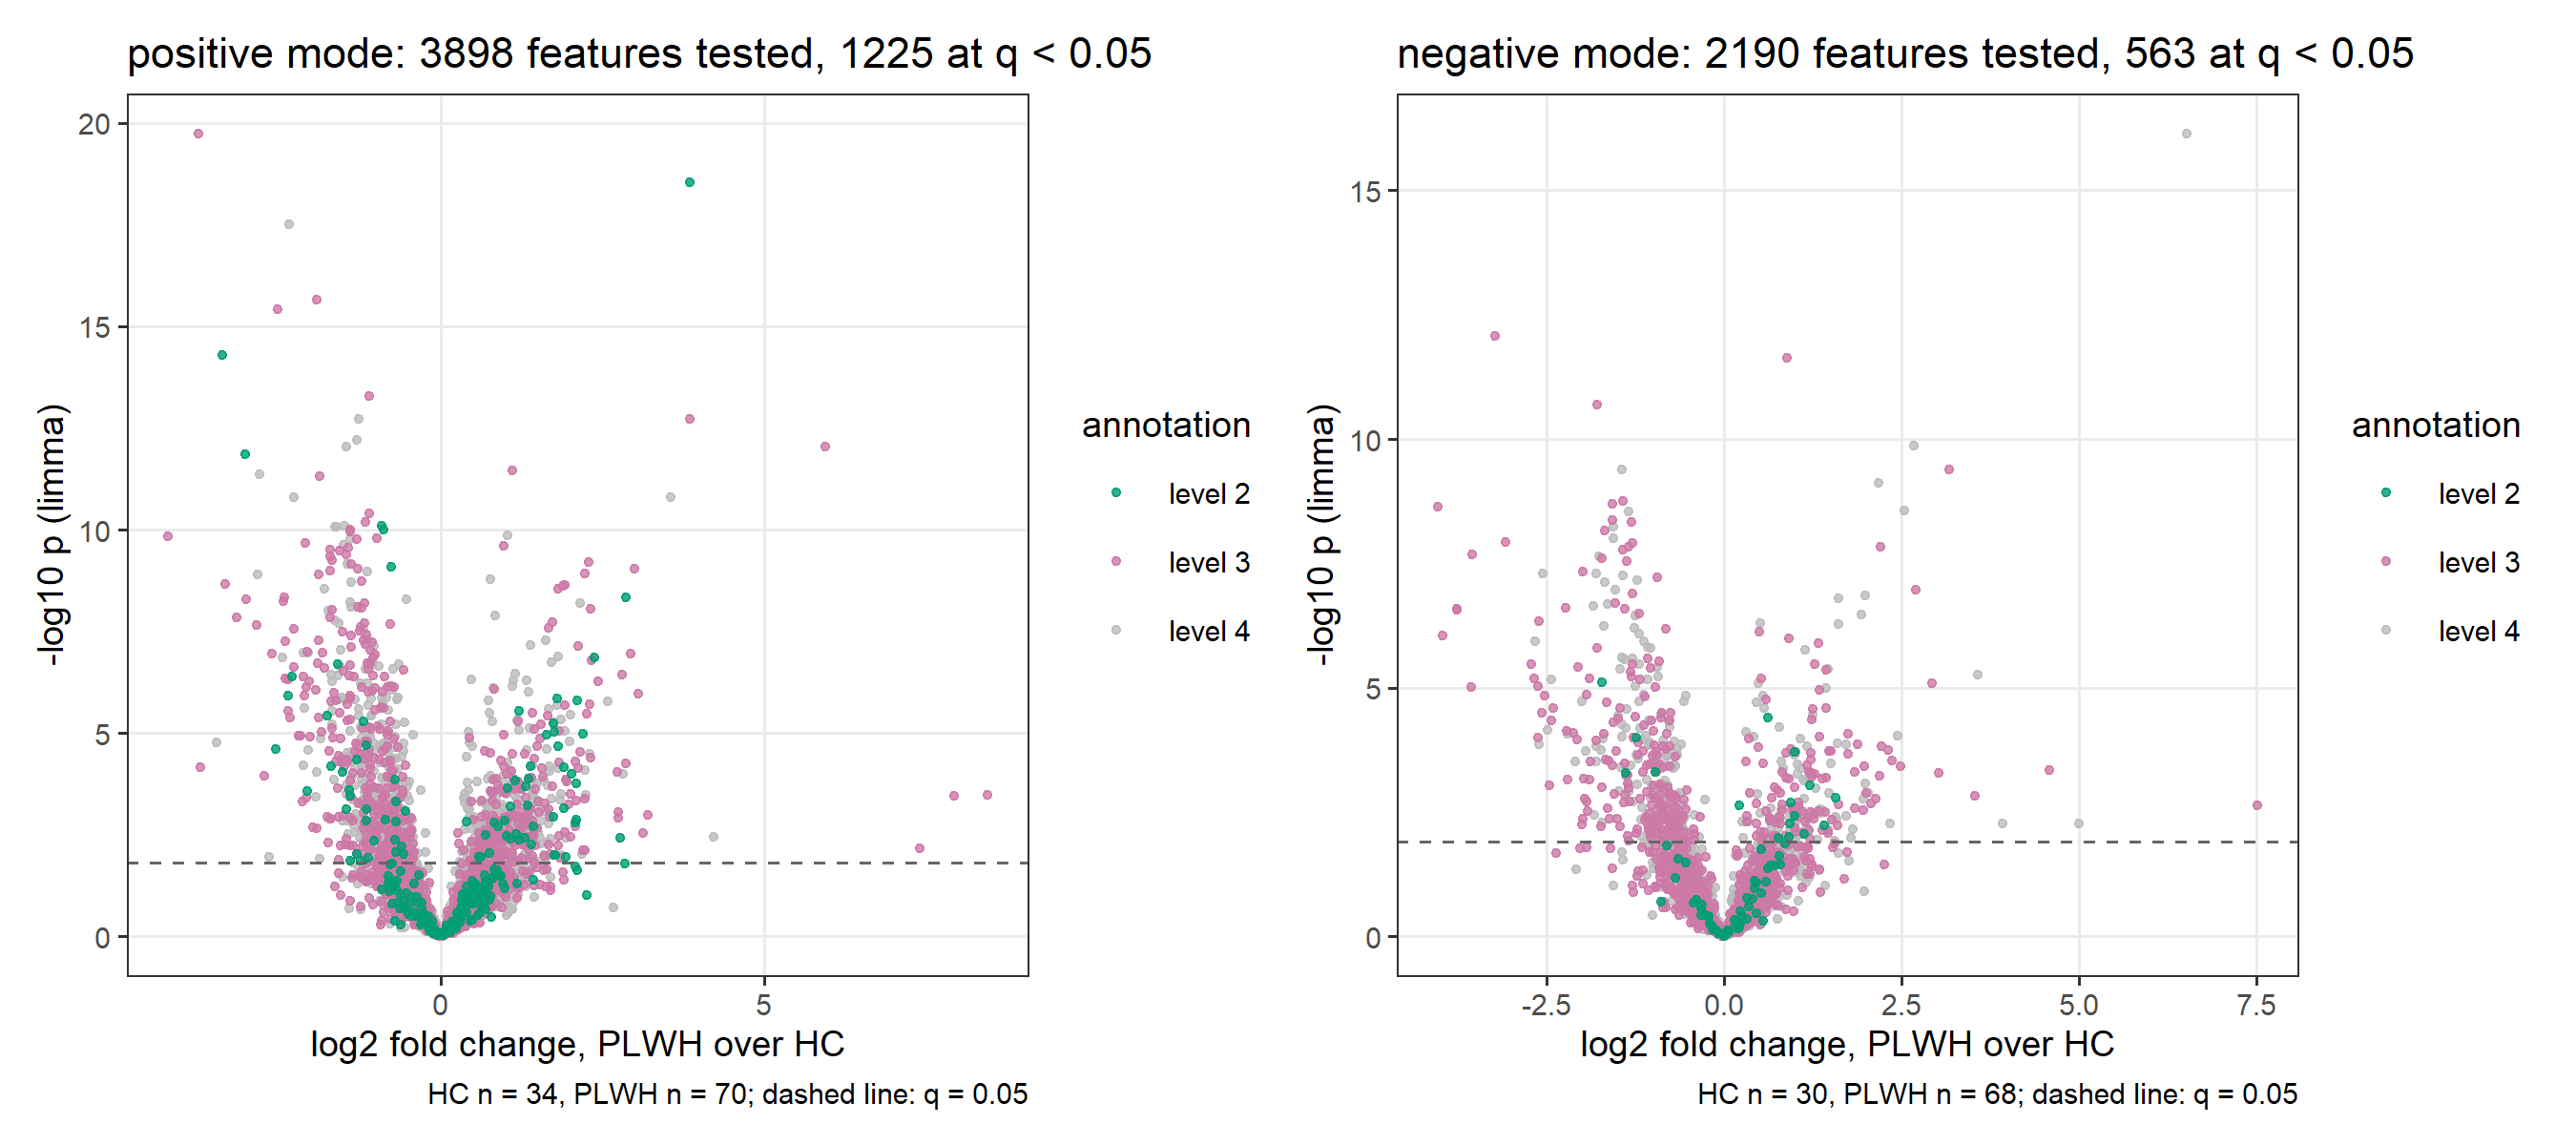 positive mode: 3898 features tested, 1225 at q < 0.05
20
15
10
5
0
-log10 p (limma)
0
5
log2 fold change, PLWH over HC
HC n = 34, PLWH n = 70; dashed line: q = 0.05
annotation
level 2
level 3
level 4
negative mode: 2190 features tested, 563 at q < 0.05
15
10
5
0
-log10 p (limma)
-2.5
0.0
2.5
5.0
7.5
log2 fold change, PLWH over HC
HC n = 30, PLWH n = 68; dashed line: q = 0.05
annotation
level 2
level 3
level 4